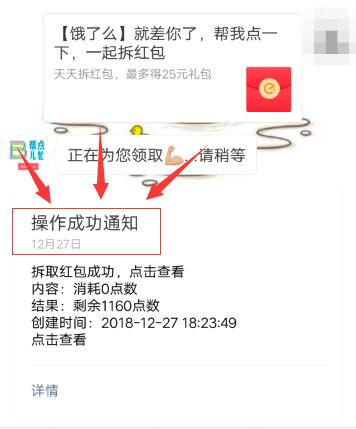 【饿了么】就差你了，帮我点一
下，一起拆红包
天天拆红包，最多得25元礼包
帮点
儿忙
正在为您领取💪🏼...请稍等
操作成功通知
12月27日
拆取红包成功，点击查看
内容：消耗0点数
结果：剩余1160点数
创建时间：2018-12-27 18:23:49
点击查看
详情